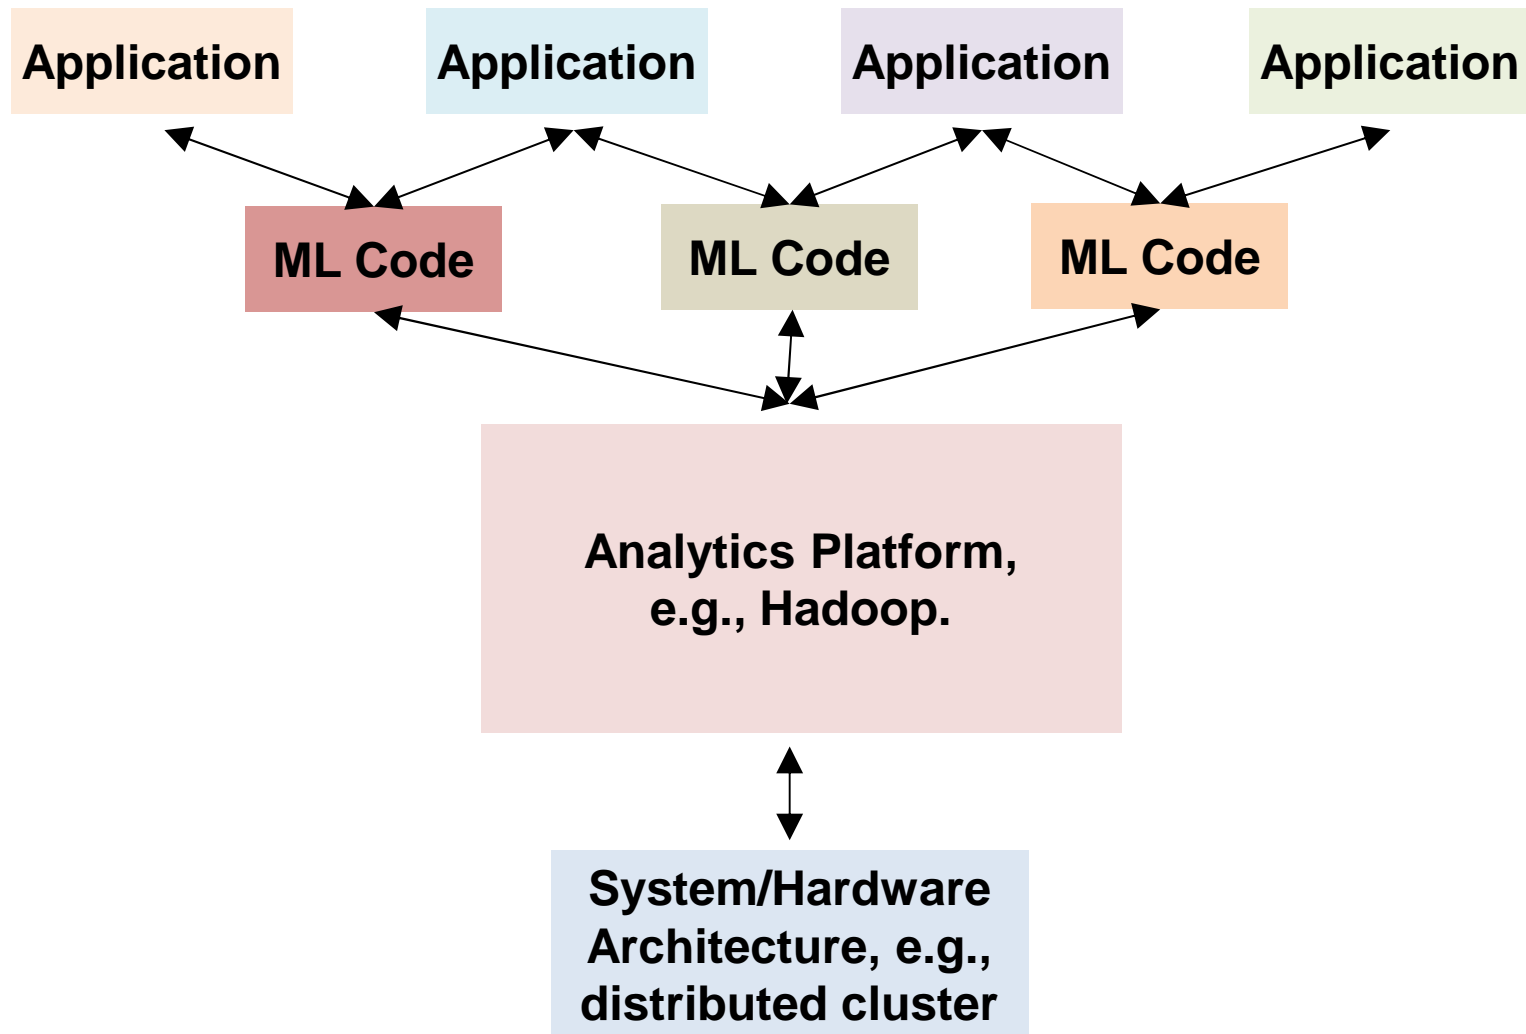 Application
Application
Application
Application
ML Code
ML Code
ML Code
Analytics Platform,
e.g., Hadoop.
System/Hardware
Architecture, e.g.,
distributed cluster